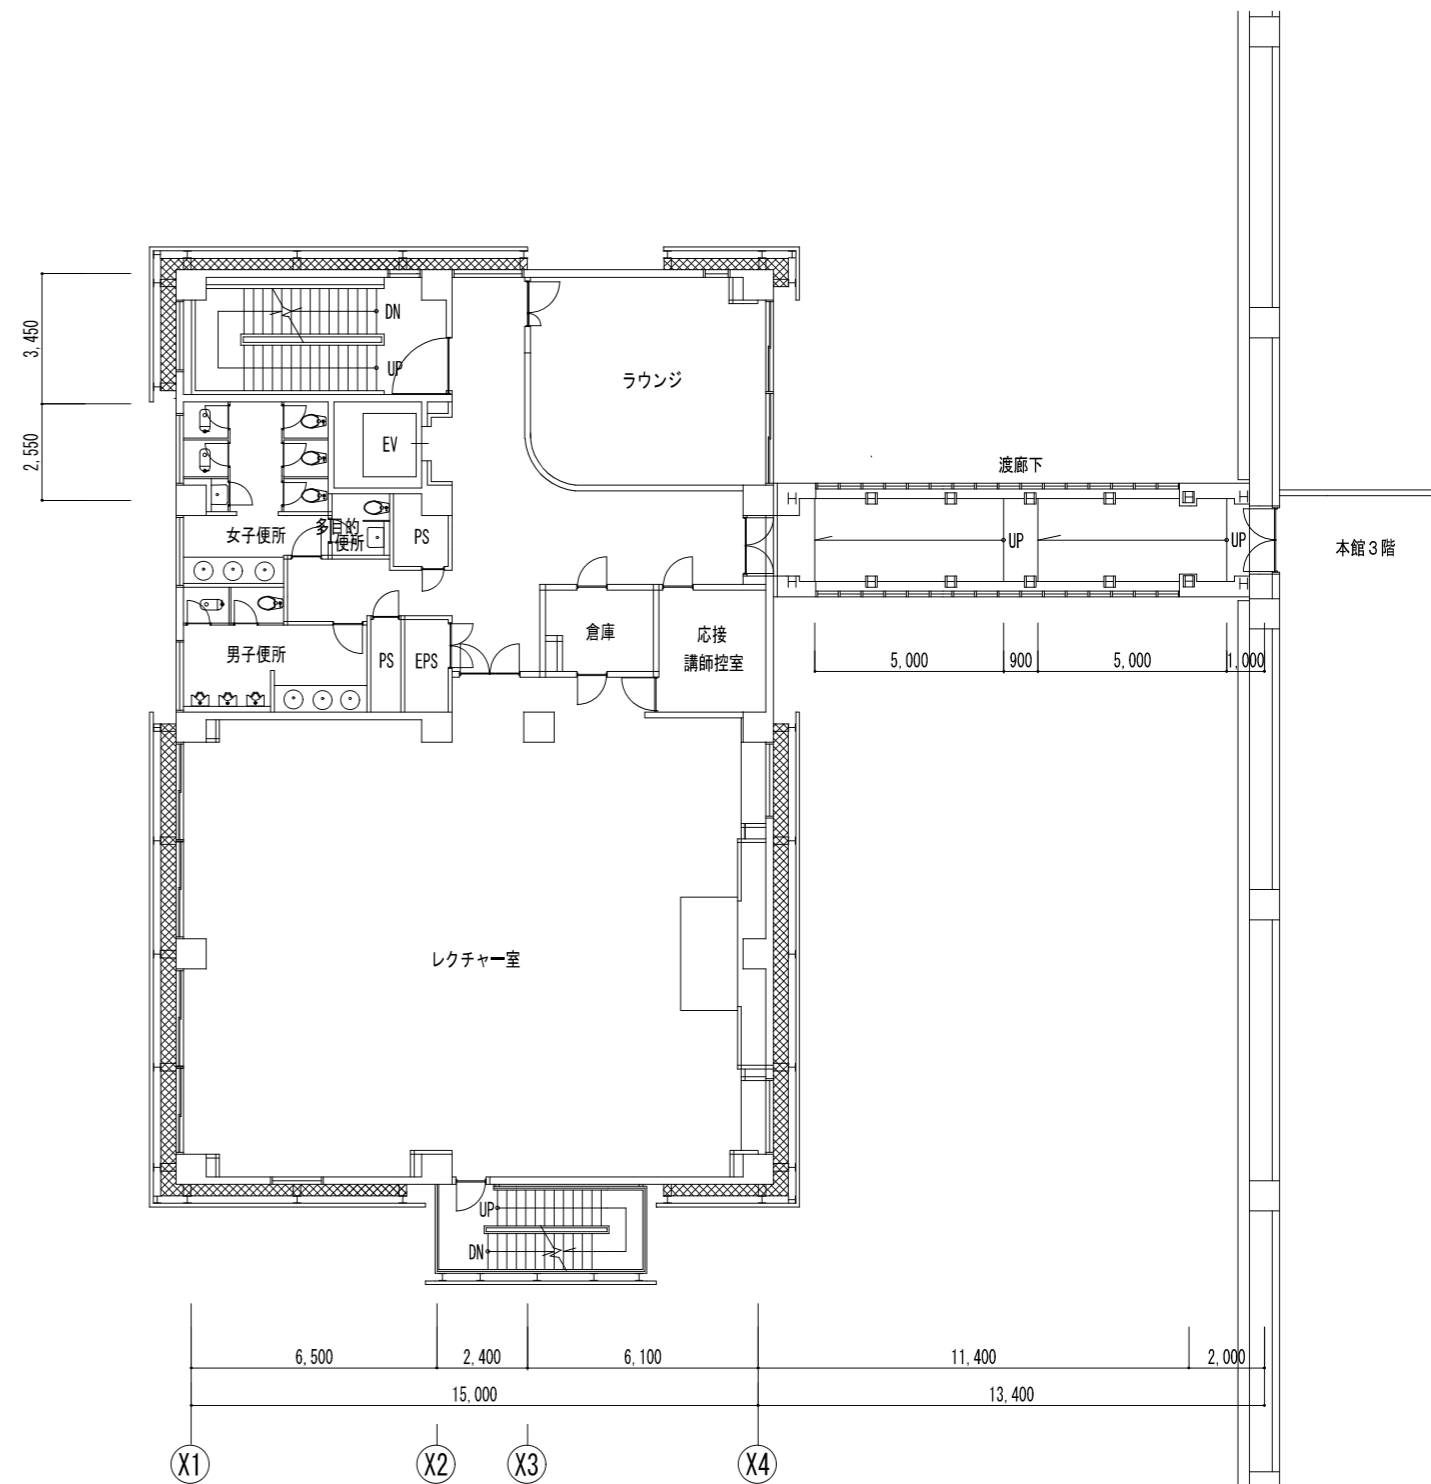 DN
3,450
UP
ラウンジ
EV
2,550
渡廊下
女子便所
多目的
便所
PS
UP
UP
本館3階
倉庫
応接
講師控室
男子便所
PS
EPS
5,000
900
5,000
1,000
レクチャー室
UP
DN
6,500
2,400
6,100
11,400
2,000
15,000
13,400
X1
X2
X3
X4